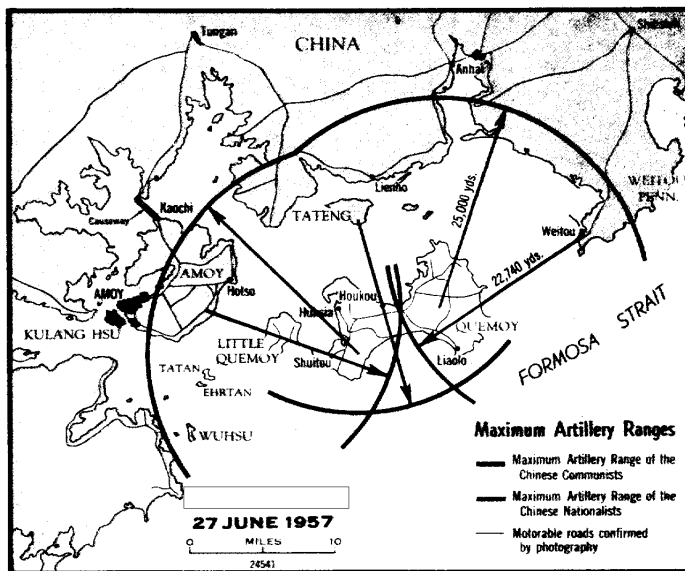 Tungan
CHINA
Anhai
Lienho
WEITOU
PENN.
Kaochi
Causeway
TATENG
25,000 yds.
Weitou
22,740 yds.
AMOY
Hotso
AMOY
KULANG HSU
Houkou
Hunsia
QUEMOY
LITTLE
QUEMOY
Shuitou
Liaolo
FORMOSA STRAIT
TATAN
EHRTAN
WUHSU
Maximum Artillery Ranges
Maximum Artillery Range of the
Chinese Communists
Maximum Artillery Range of the
Chinese Nationalists
Motorable roads confirmed
by photography
27 JUNE 1957
0 MILES 10
24541